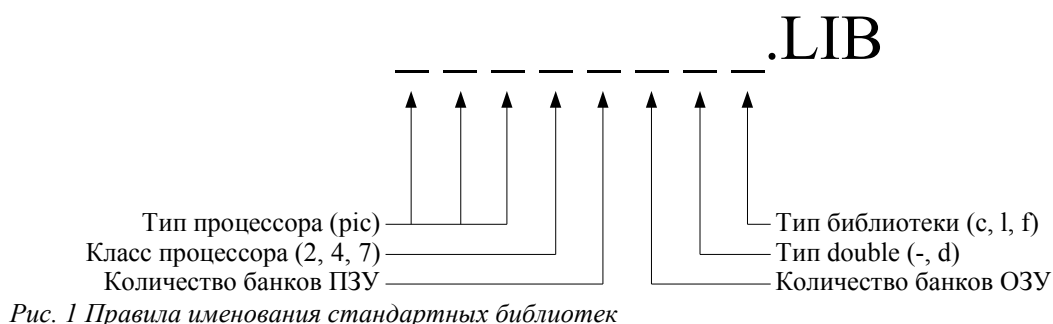 .LIB
Тип процессора (pic)
Тип библиотеки (c, l, f)
Класс процессора (2, 4, 7)
Тип double (-, d)
Количество банков ПЗУ
Количество банков ОЗУ
Рис. 1 Правила именования стандартных библиотек